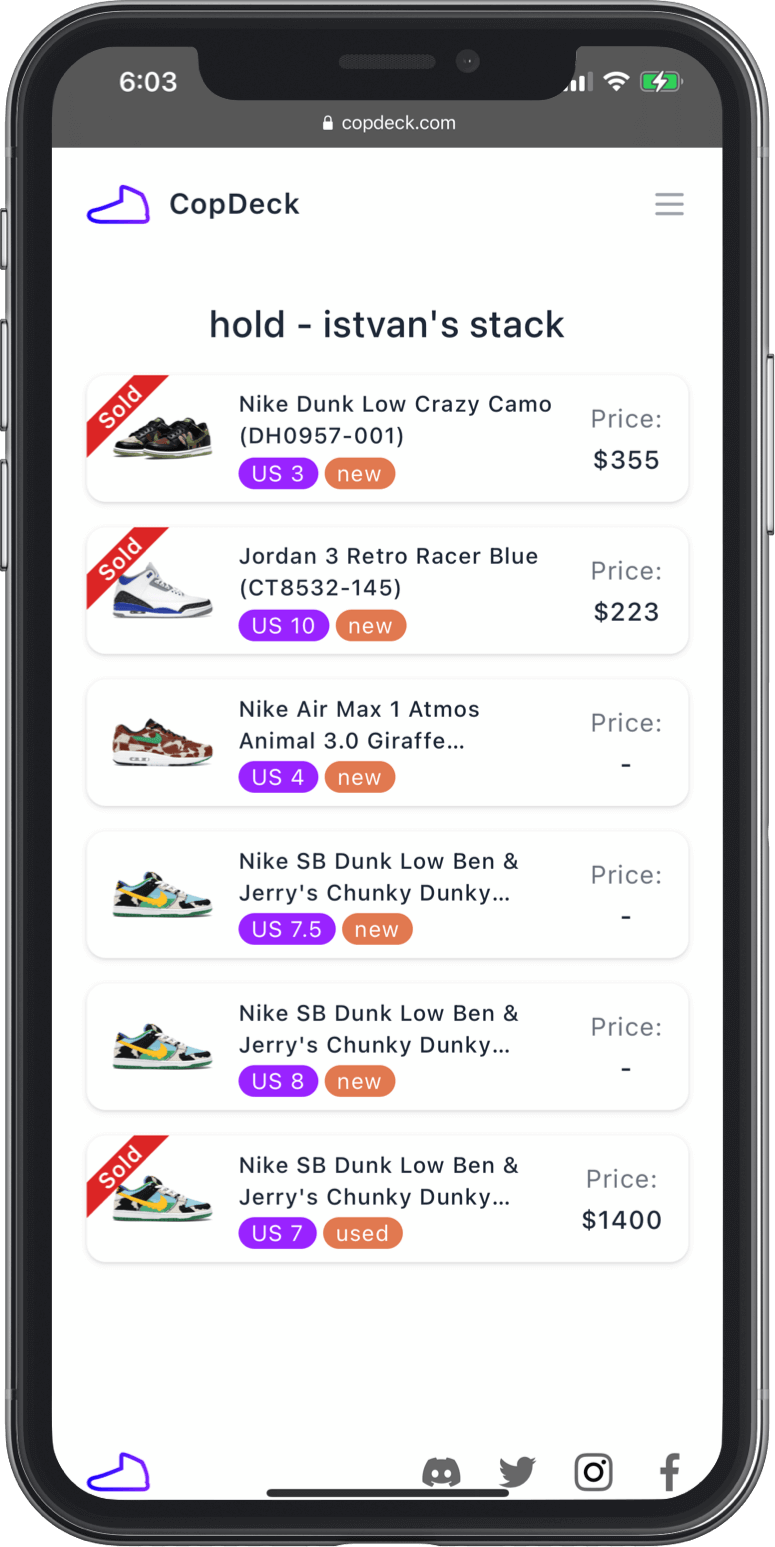 6:03
copdeck.com
CopDeck
hold - istvan's stack
Sold
Nike Dunk Low Crazy Camo
(DH0957-001)
US 3 new
Price:
$355
Sold
Jordan 3 Retro Racer Blue
(CT8532-145)
US 10 new
Price:
$223
Nike Air Max 1 Atmos
Animal 3.0 Giraffe...
US 4 new
Price:
-
Nike SB Dunk Low Ben &
Jerry's Chunky Dunky...
US 7.5 new
Price:
-
Nike SB Dunk Low Ben &
Jerry's Chunky Dunky...
US 8 new
Price:
-
Sold
Nike SB Dunk Low Ben &
Jerry's Chunky Dunky...
US 7 used
Price:
$1400